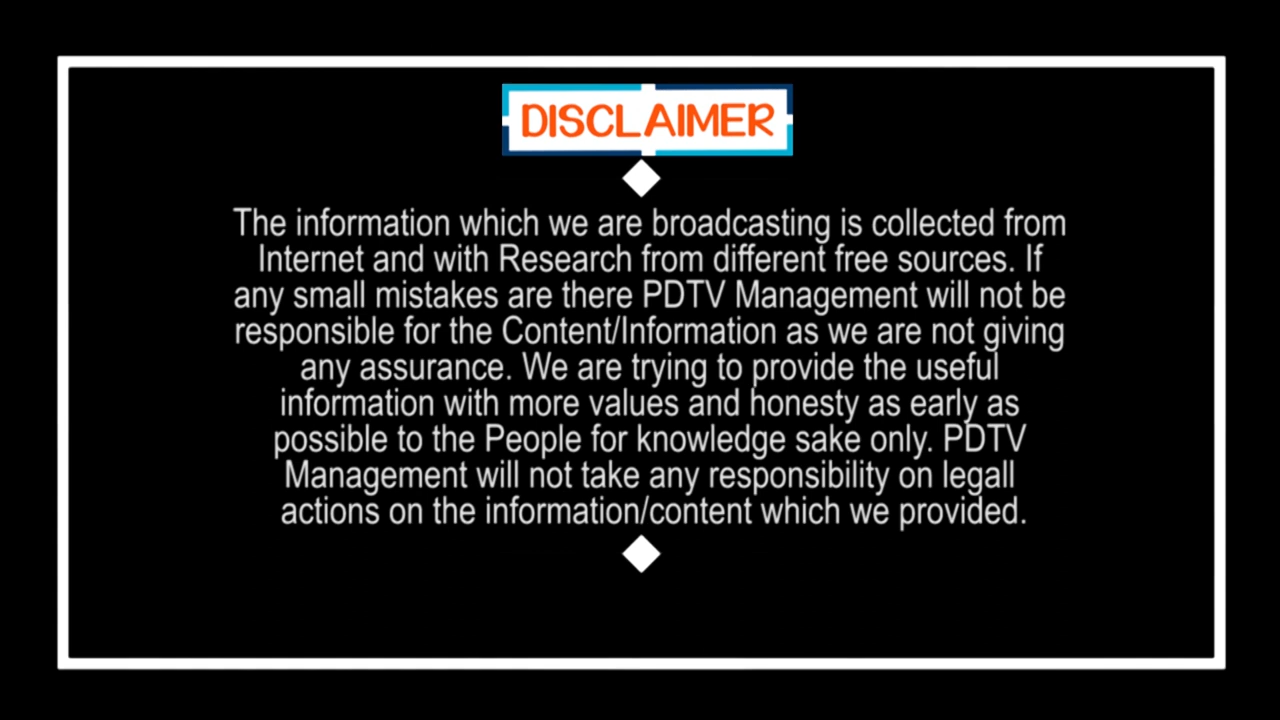 DISCLAIMER
The information which we are broadcasting is collected from
Internet and with Research from different free sources. If
any small mistakes are there PDTV Management will not be
responsible for the Content/Information as we are not giving
any assurance. We are trying to provide the useful
information with more values and honesty as early as
possible to the People for knowledge sake only. PDTV
Management will not take any responsibility on legall
actions on the information/content which we provided.